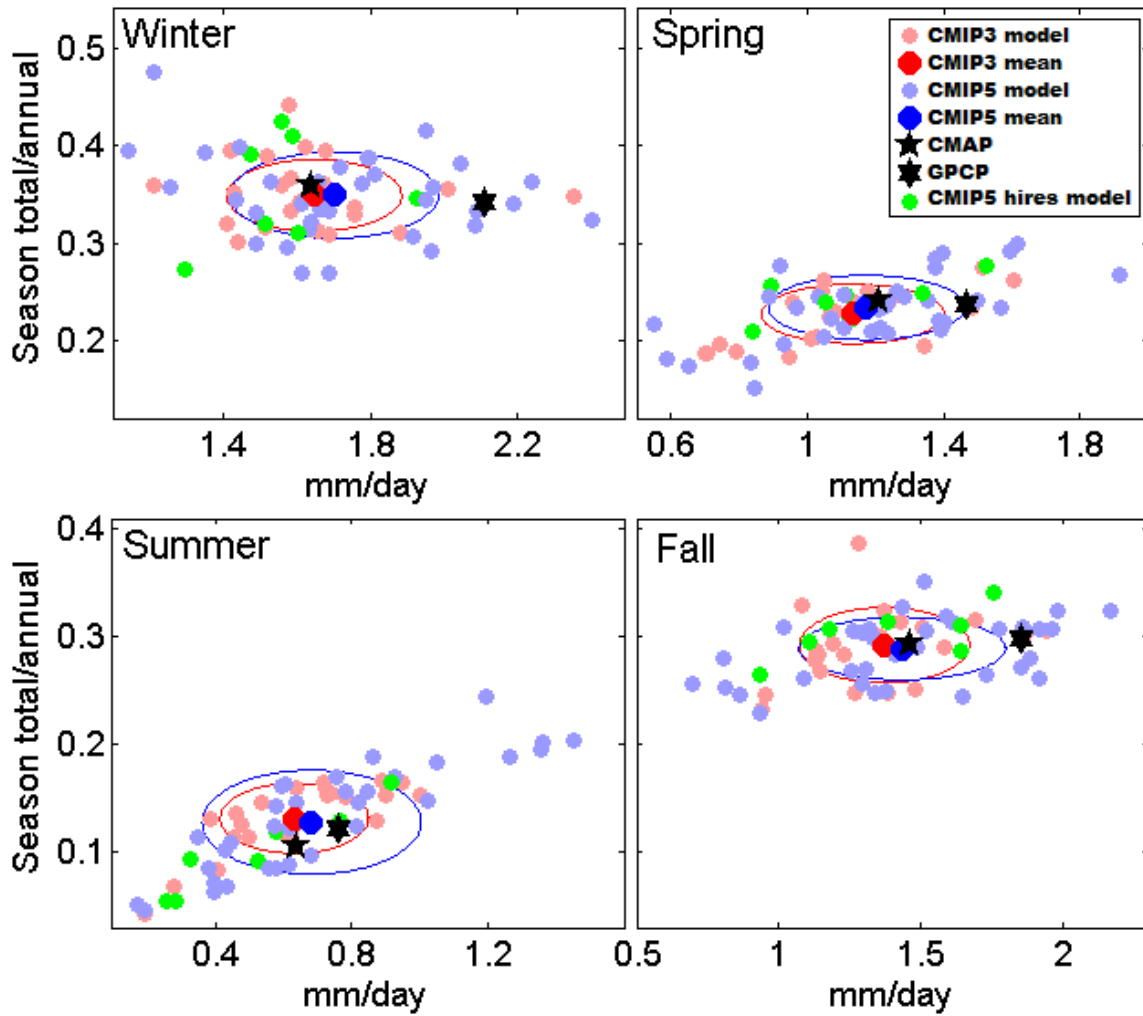 Winter
Season total/annual
0.5
0.4
0.3
0.2
1.4 1.8 2.2
mm/day
Spring
CMIP3 model
CMIP3 mean
CMIP5 model
CMIP5 mean
CMAP
GPCP
CMIP5 hires model
0.6 1 1.4 1.8
mm/day
Summer
Season total/annual
0.4
0.3
0.2
0.1
0.4 0.8 1.2
mm/day
Fall
0.5 1 1.5 2
mm/day